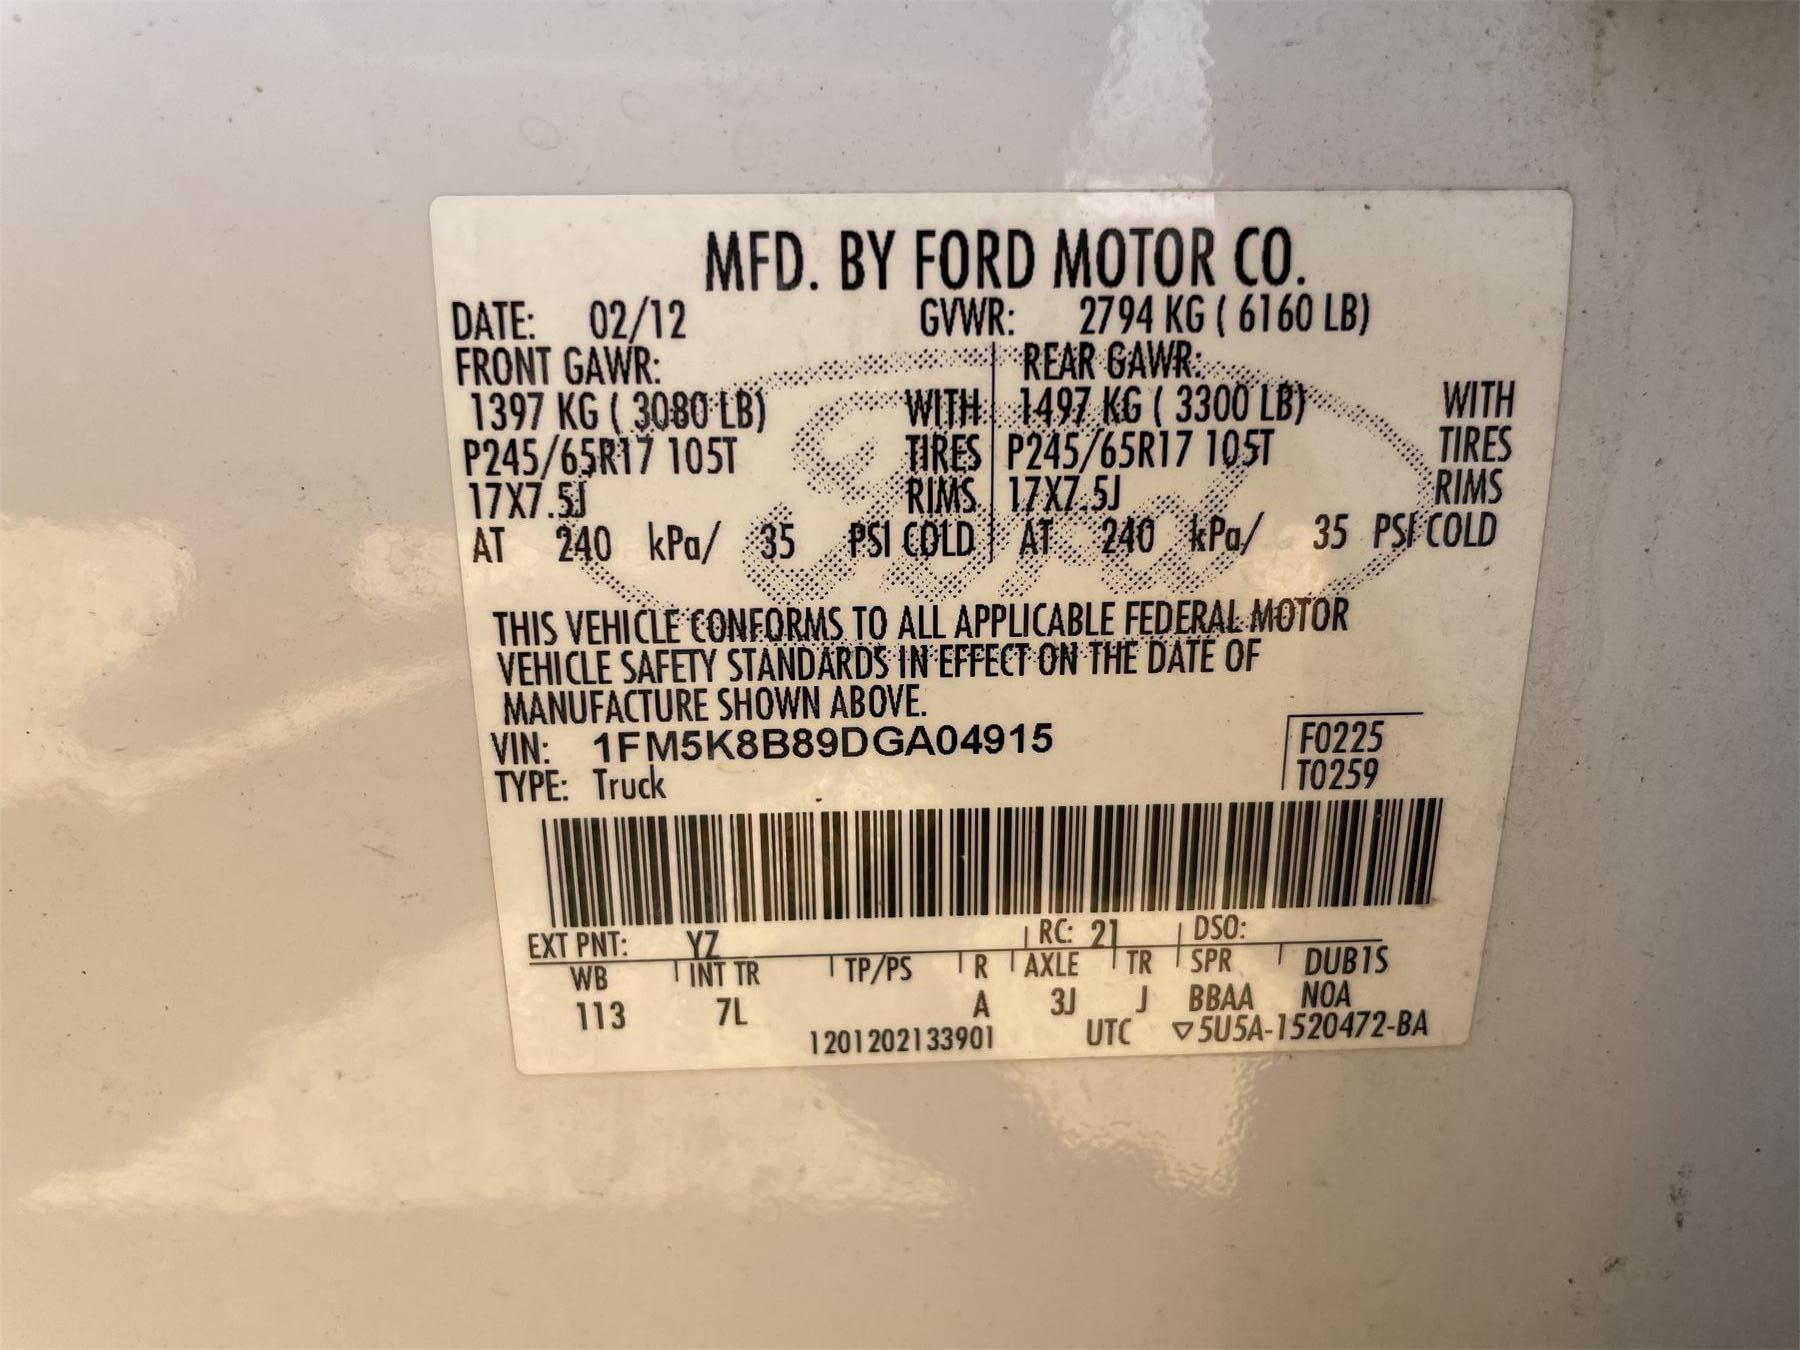 MFD. BY FORD MOTOR CO.
DATE: 02/12 GVWR: 2794 KG ( 6160 LB)
FRONT GAWR: REAR GAWR:
1397 KG ( 3080 LB) WITH 1497 KG ( 3300 LB) WITH
P245/65R17 105T TIRES P245/65R17 105T TIRES
17X7.5J RIMS 17X7.5J RIMS
AT 240 kPa/ 35 PSI COLD AT 240 kPa/ 35 PSI COLD
Ford
THIS VEHICLE CONFORMS TO ALL APPLICABLE FEDERAL MOTOR
VEHICLE SAFETY STANDARDS IN EFFECT ON THE DATE OF
MANUFACTURE SHOWN ABOVE.
VIN: 1FM5K8B89DGA04915 F0225
TYPE: Truck T0259
EXT PNT: YZ RC: 21 DSO:
WB INT TR TP/PS R AXLE TR SPR DUB1S
113 7L A 3J J BBAA N0A
1201202133901 UTC ▽5U5A-1520472-BA